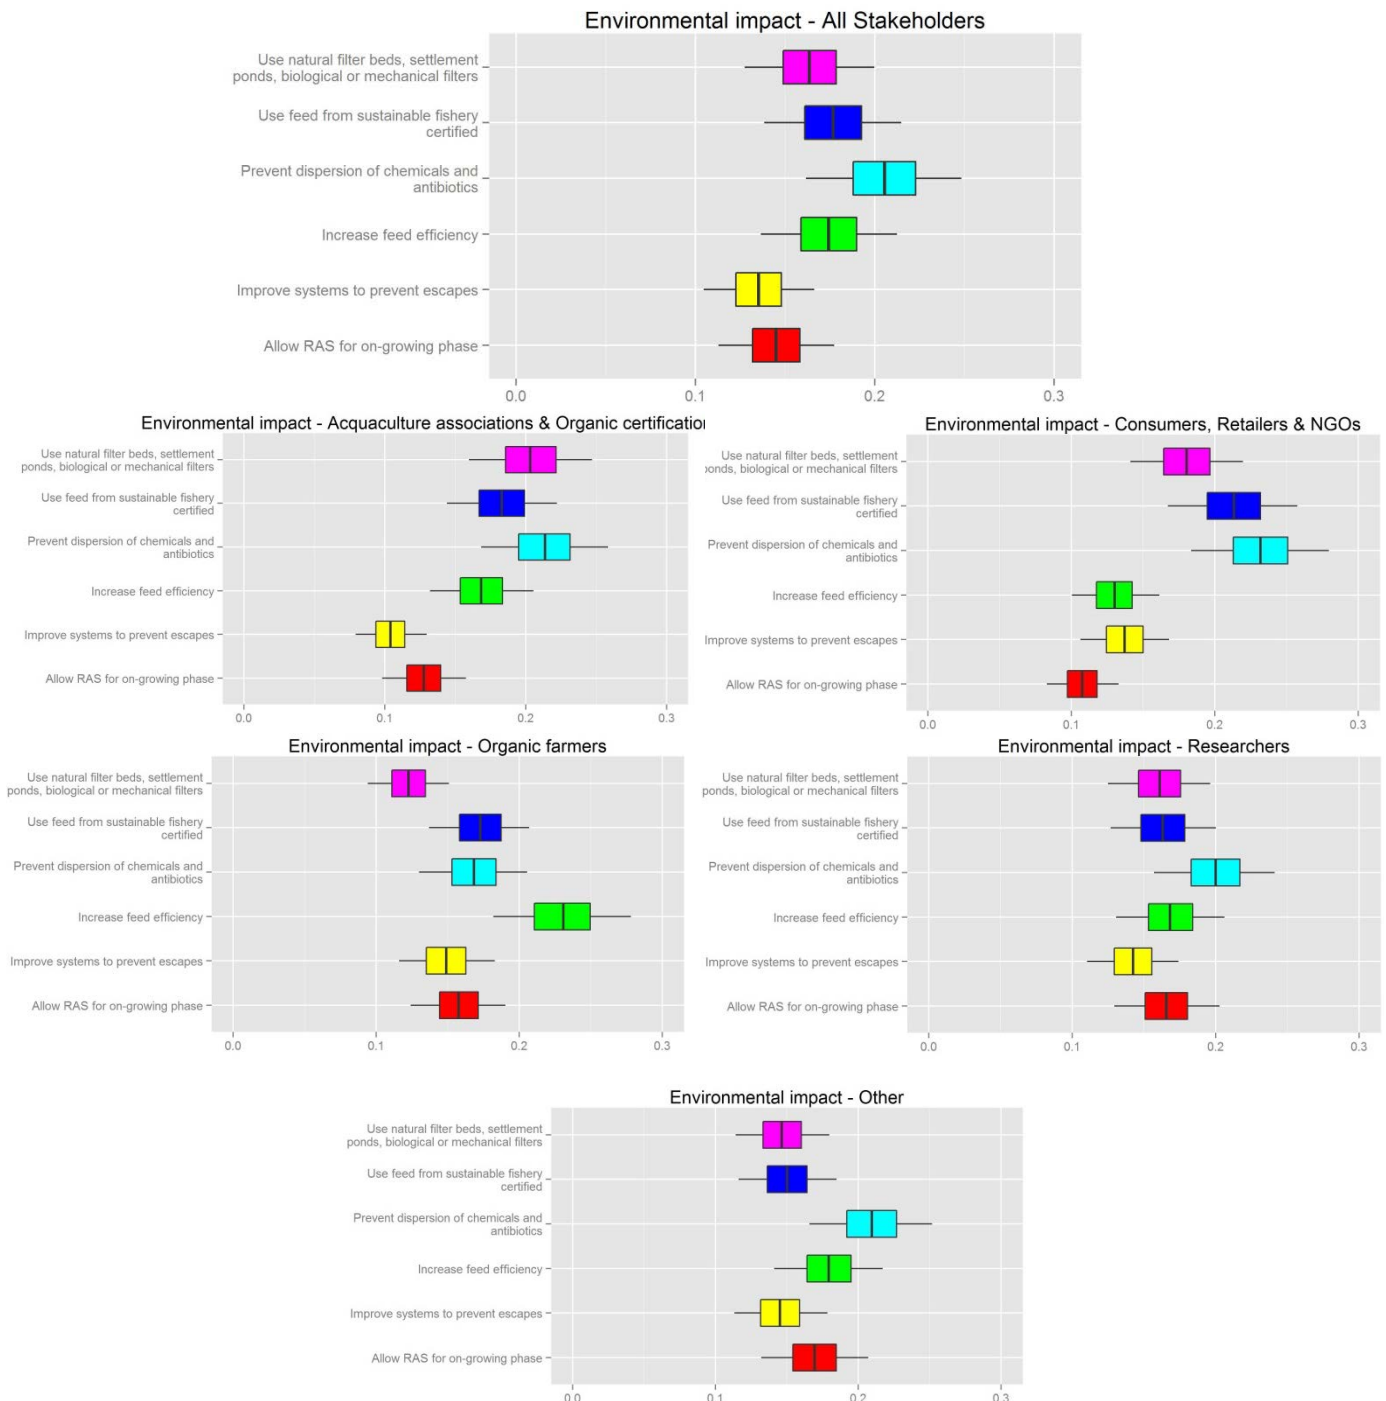 Environmental impact - All Stakeholders
Use natural filter beds, settlement
ponds, biological or mechanical filters
Use feed from sustainable fishery
certified
Prevent dispersion of chemicals and
antibiotics
Increase feed efficiency
Improve systems to prevent escapes
Allow RAS for on-growing phase
0.0 0.1 0.2 0.3
Environmental impact - Acquaculture associations & Organic certificatio
Use natural filter beds, settlement
ponds, biological or mechanical filters
Use feed from sustainable fishery
certified
Prevent dispersion of chemicals and
antibiotics
Increase feed efficiency
Improve systems to prevent escapes
Allow RAS for on-growing phase
0.0 0.1 0.2 0.3
Environmental impact - Consumers, Retailers & NGOs
Use natural filter beds, settlement
ponds, biological or mechanical filters
Use feed from sustainable fishery
certified
Prevent dispersion of chemicals and
antibiotics
Increase feed efficiency
Improve systems to prevent escapes
Allow RAS for on-growing phase
0.0 0.1 0.2 0.3
Environmental impact - Organic farmers
Use natural filter beds, settlement
ponds, biological or mechanical filters
Use feed from sustainable fishery
certified
Prevent dispersion of chemicals and
antibiotics
Increase feed efficiency
Improve systems to prevent escapes
Allow RAS for on-growing phase
0.0 0.1 0.2 0.3
Environmental impact - Researchers
Use natural filter beds, settlement
ponds, biological or mechanical filters
Use feed from sustainable fishery
certified
Prevent dispersion of chemicals and
antibiotics
Increase feed efficiency
Improve systems to prevent escapes
Allow RAS for on-growing phase
0.0 0.1 0.2 0.3
Environmental impact - Other
Use natural filter beds, settlement
ponds, biological or mechanical filters
Use feed from sustainable fishery
certified
Prevent dispersion of chemicals and
antibiotics
Increase feed efficiency
Improve systems to prevent escapes
Allow RAS for on-growing phase
0.0 0.1 0.2 0.3